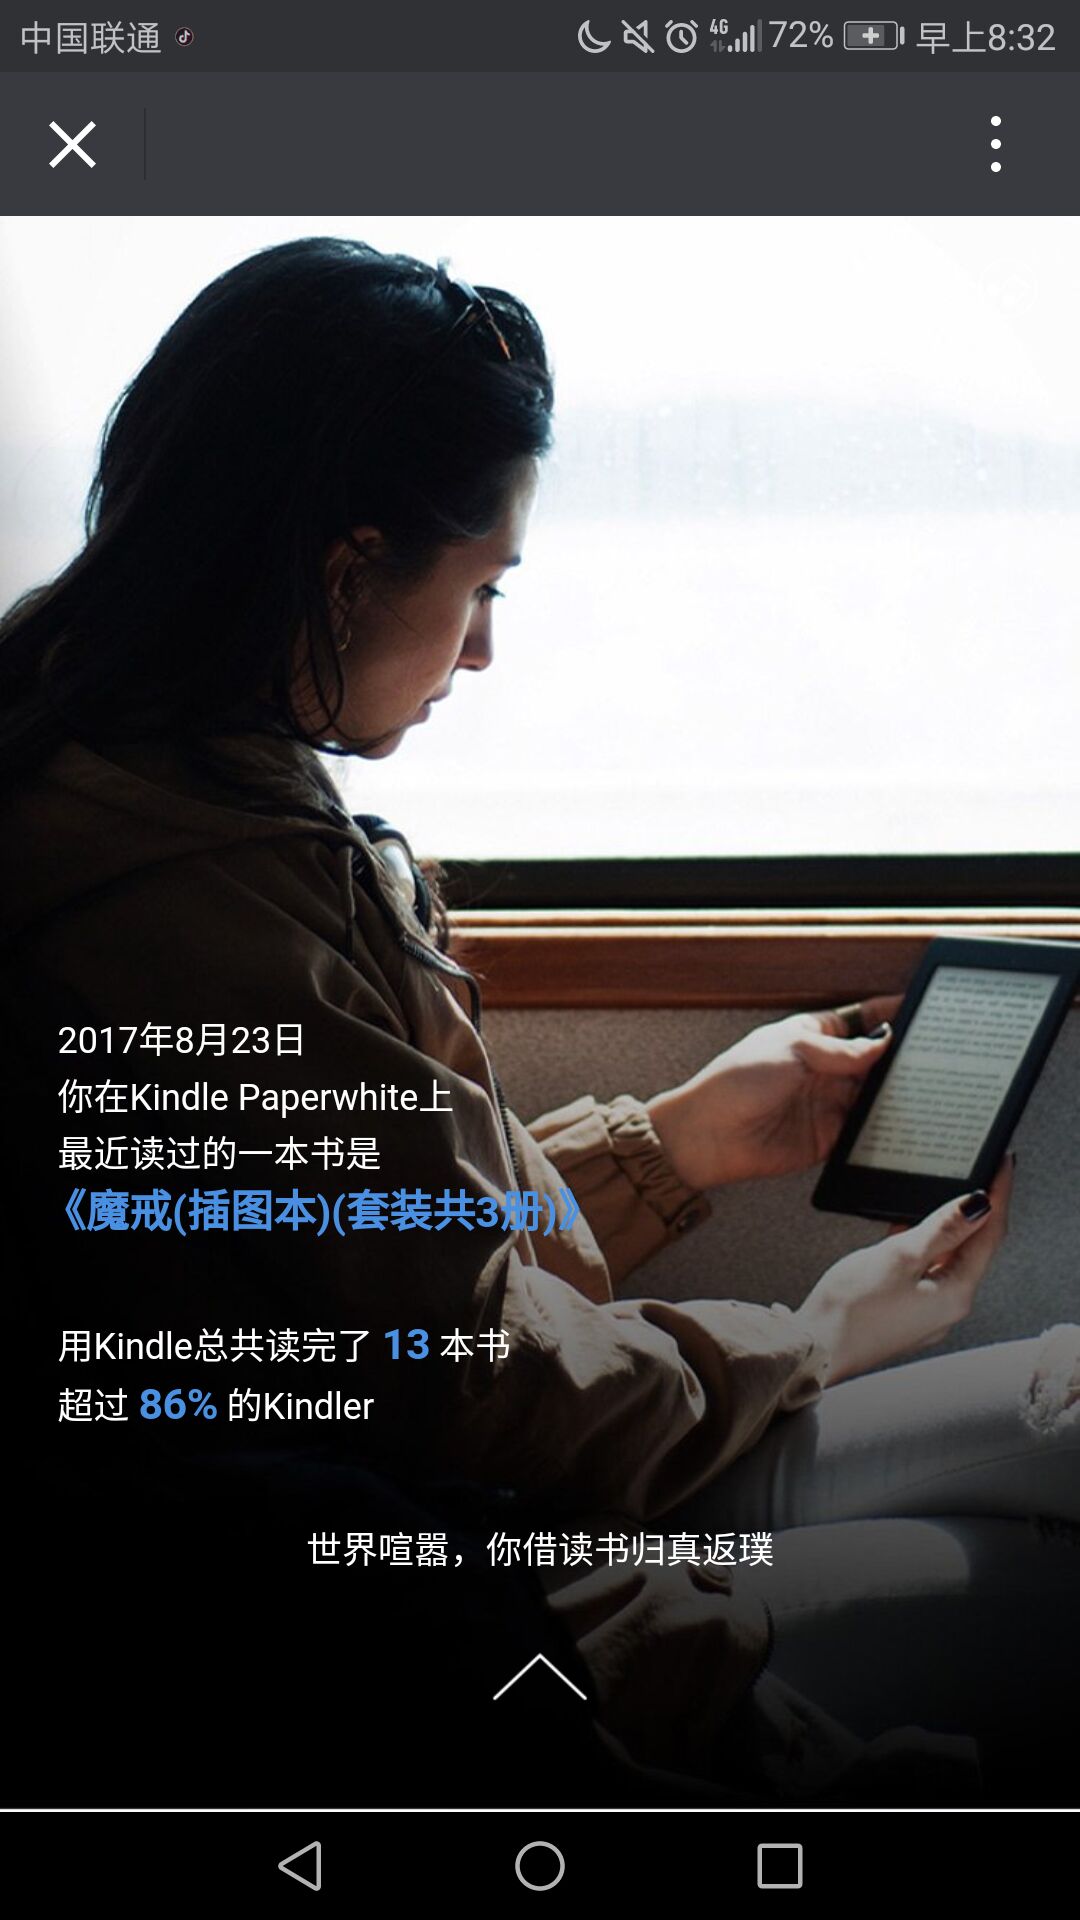 中国联通 4G 72% 早上8:32
2017年8月23日
你在Kindle Paperwhite上
最近读过的一本书是
《魔戒(插图本)(套装共3册)》
用Kindle总共读完了 13 本书
超过 86% 的Kindler
世界喧嚣，你借读书归真返璞